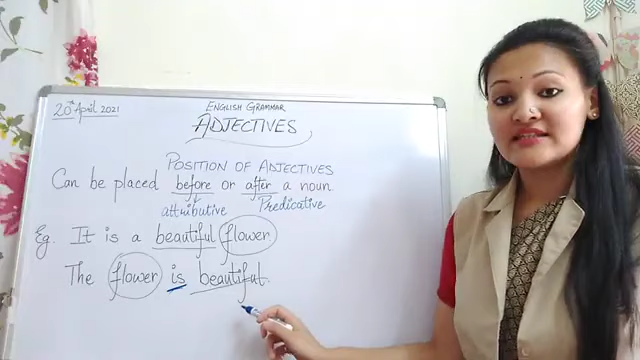 20th April 2021
ENGLISH GRAMMAR
ADJECTIVES
POSITION OF ADJECTIVES
Can be placed before or after a noun.
attributive Predicative
Eg. It is a beautiful flower
The flower is beautiful.